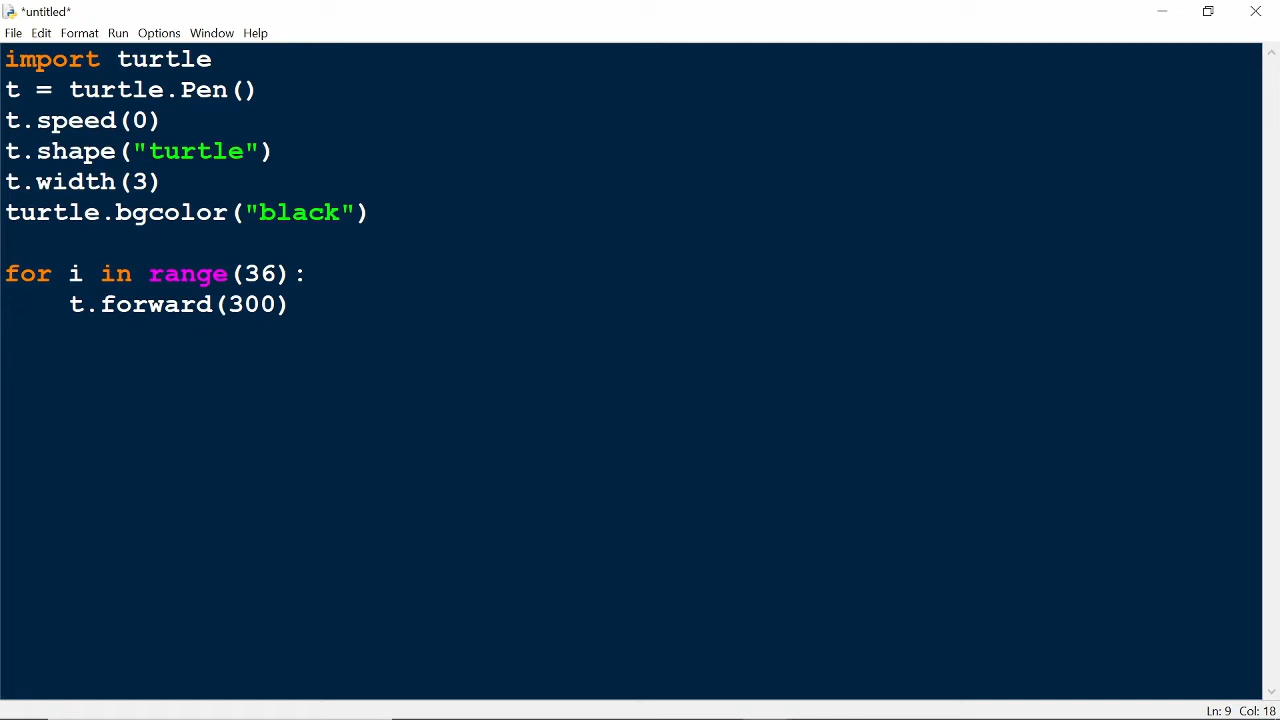 *untitled*
File Edit Format Run Options Window Help
import turtle
t = turtle.Pen()
t.speed(0)
t.shape("turtle")
t.width(3)
turtle.bgcolor("black")
for i in range(36):
    t.forward(300)
Ln: 9 Col: 18